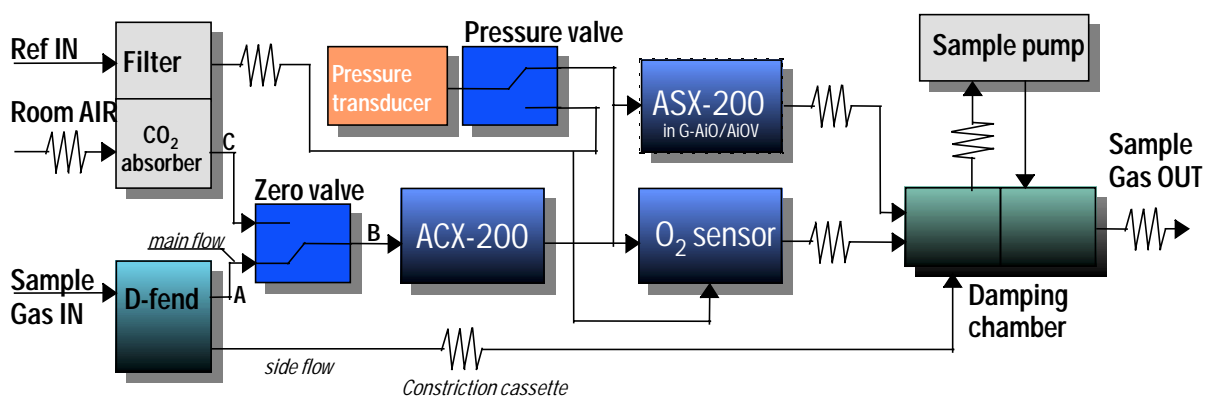 Ref IN
Filter
Room AIR
CO2
absorber
C
Pressure valve
Pressure
transducer
ASX-200
in G-AiO/AiOV
Sample pump
Sample
Gas OUT
Zero valve
main flow
B
ACX-200
O2 sensor
Sample
Gas IN
D-fend
A
Damping
chamber
side flow
Constriction cassette